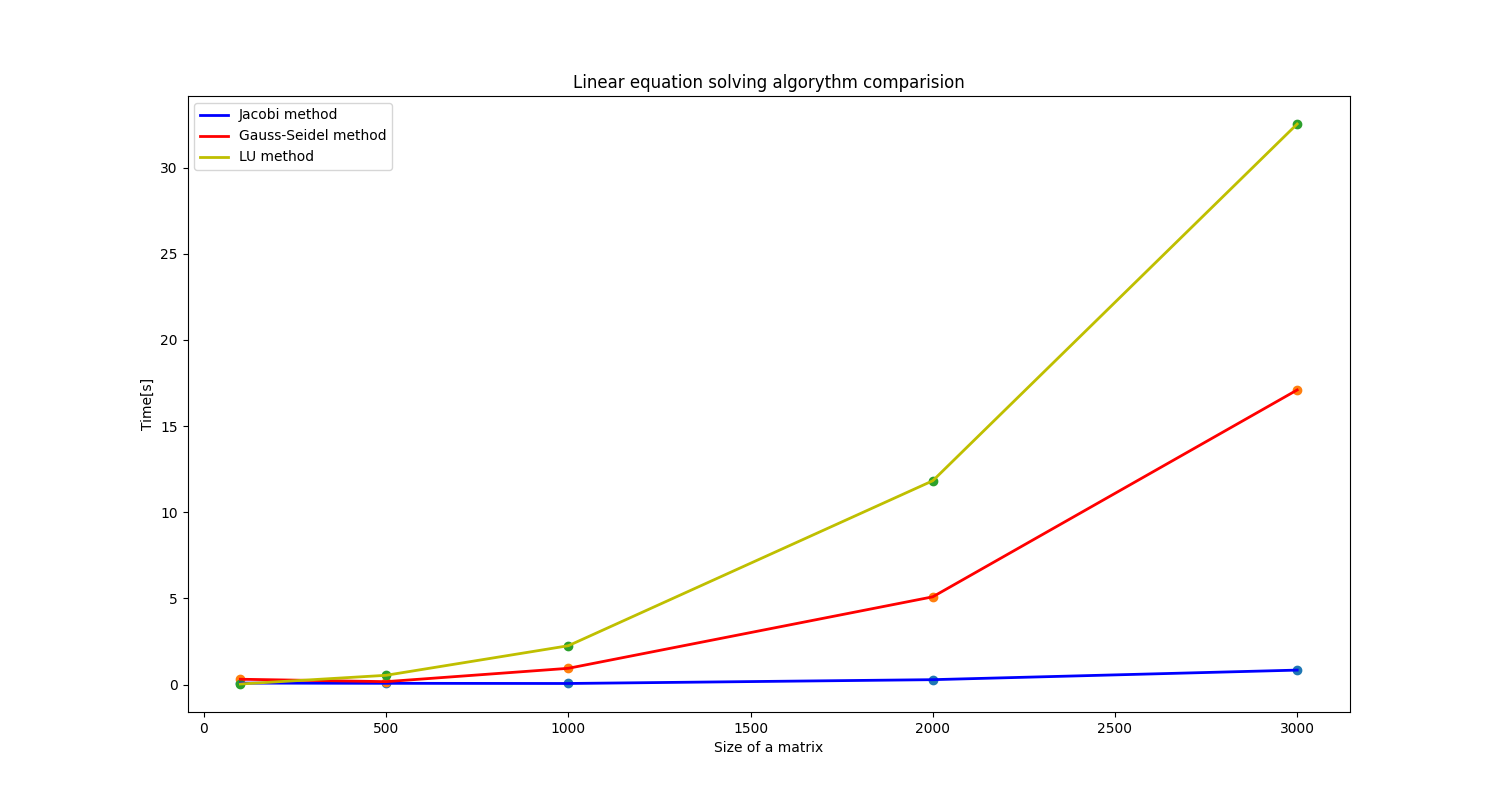 Linear equation solving algorythm comparision
Jacobi method
Gauss-Seidel method
LU method
30
25
20
15
10
5
0
Time[s]
0 500 1000 1500 2000 2500 3000
Size of a matrix